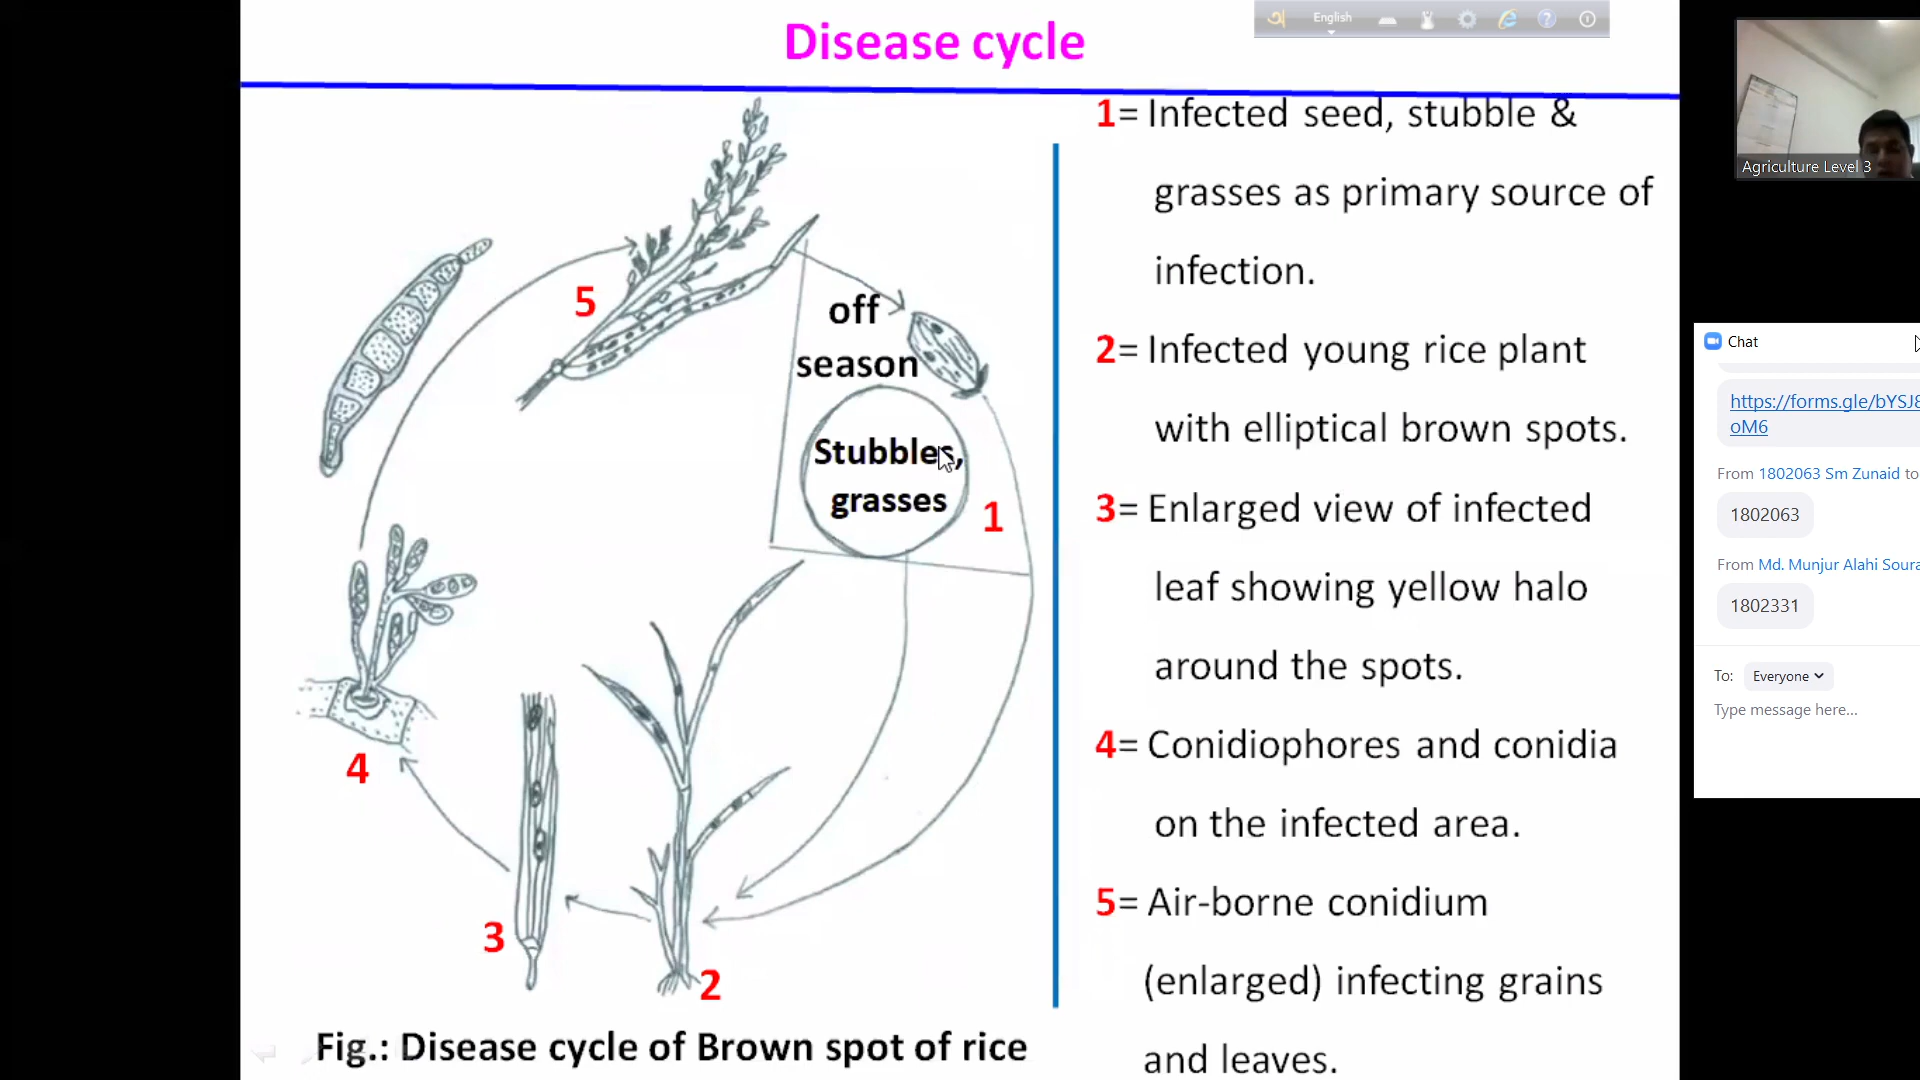 Disease cycle
English
5
off
season
Stubbles,
grasses
1
4
3
2
Fig.: Disease cycle of Brown spot of rice
1= Infected seed, stubble &
grasses as primary source of
infection.
2= Infected young rice plant
with elliptical brown spots.
3= Enlarged view of infected
leaf showing yellow halo
around the spots.
4= Conidiophores and conidia
on the infected area.
5= Air-borne conidium
(enlarged) infecting grains
and leaves.
Agriculture Level 3
Chat
https://forms.gle/bYSJ8
oM6
From 1802063 Sm Zunaid to
1802063
From Md. Munjur Alahi Soura
1802331
To: Everyone
Type message here...